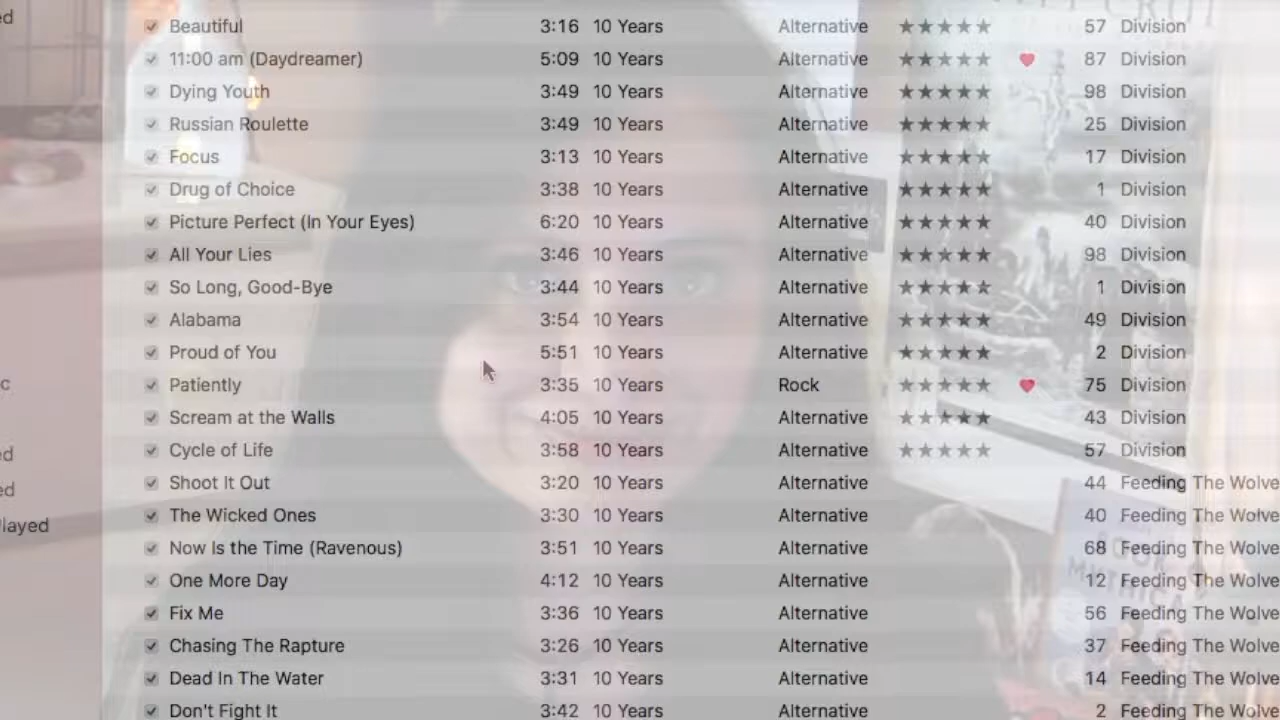 ed
Beautiful 3:16 10 Years Alternative ★★★★★ 57 Division
11:00 am (Daydreamer) 5:09 10 Years Alternative ★★★★★ 87 Division
Dying Youth 3:49 10 Years Alternative ★★★★★ 98 Division
Russian Roulette 3:49 10 Years Alternative ★★★★★ 25 Division
Focus 3:13 10 Years Alternative ★★★★★ 17 Division
Drug of Choice 3:38 10 Years Alternative ★★★★★ 1 Division
Picture Perfect (In Your Eyes) 6:20 10 Years Alternative ★★★★★ 40 Division
All Your Lies 3:46 10 Years Alternative ★★★★★ 98 Division
So Long, Good-Bye 3:44 10 Years Alternative ★★★★★ 1 Division
Alabama 3:54 10 Years Alternative ★★★★★ 49 Division
Proud of You 5:51 10 Years Alternative ★★★★★ 2 Division
c
Patiently 3:35 10 Years Rock ★★★★★ 75 Division
Scream at the Walls 4:05 10 Years Alternative ★★★★★ 43 Division
ed
Cycle of Life 3:58 10 Years Alternative ★★★★★ 57 Division
ed
Shoot It Out 3:20 10 Years Alternative 44 Feeding The Wolve
layed
The Wicked Ones 3:30 10 Years Alternative 40 Feeding The Wolve
Now Is the Time (Ravenous) 3:51 10 Years Alternative 68 Feeding The Wolve
One More Day 4:12 10 Years Alternative 12 Feeding The Wolve
Fix Me 3:36 10 Years Alternative 56 Feeding The Wolve
Chasing The Rapture 3:26 10 Years Alternative 37 Feeding The Wolve
Dead In The Water 3:31 10 Years Alternative 14 Feeding The Wolve
Don't Fight It 3:42 10 Years Alternative 2 Feeding The Wolve